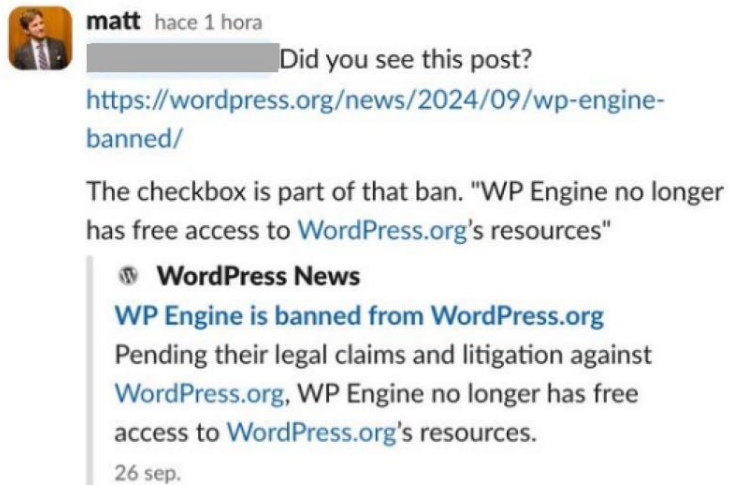 matt hace 1 hora
Did you see this post?
https://wordpress.org/news/2024/09/wp-engine-
banned/
The checkbox is part of that ban. "WP Engine no longer
has free access to WordPress.org's resources"
WordPress News
WP Engine is banned from WordPress.org
Pending their legal claims and litigation against
WordPress.org, WP Engine no longer has free
access to WordPress.org's resources.
26 sep.